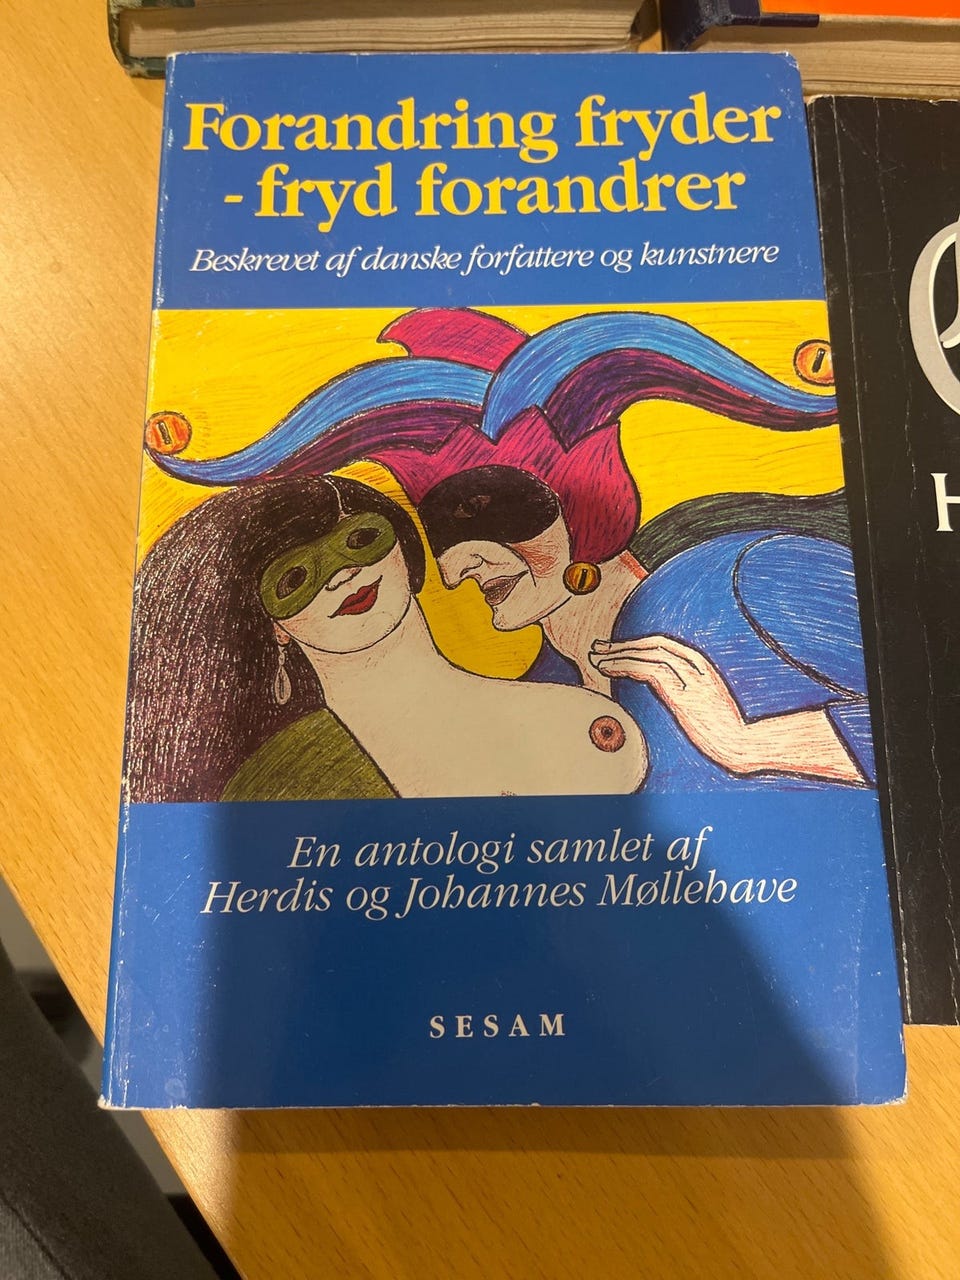 Forandring fryder
- fryd forandrer
Beskrevet af danske forfattere og kunstnere
En antologi samlet af
Herdis og Johannes Møllehave
SESAM
H